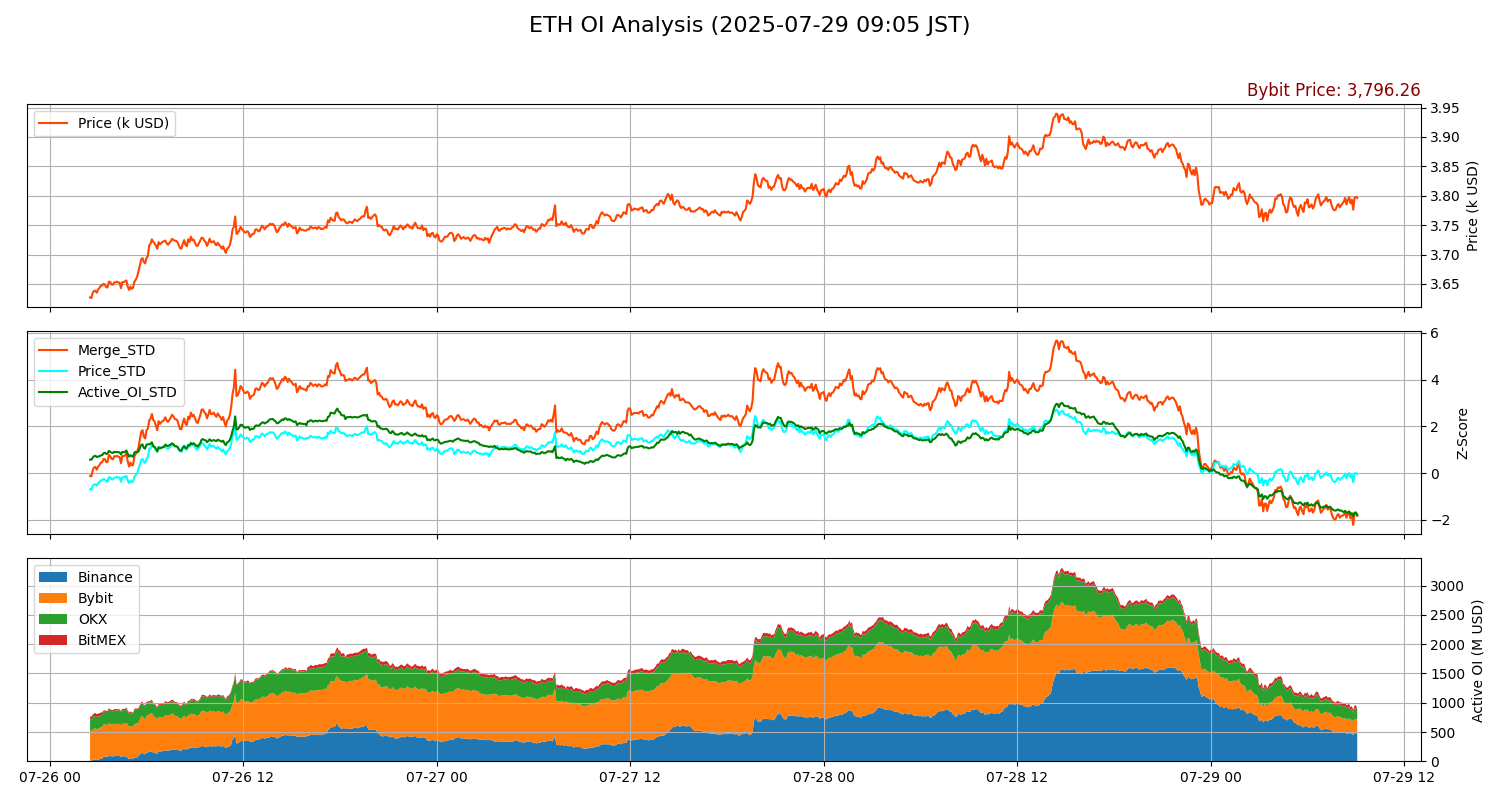 ETH OI Analysis (2025-07-29 09:05 JST)
Bybit Price: 3,796.26
Price (k USD)
3.95
3.90
3.85
3.80
3.75
3.70
3.65
Price (k USD)
Merge_STD
Price_STD
Active_OI_STD
6
4
2
0
−2
Z-Score
Binance
Bybit
OKX
BitMEX
3000
2500
2000
1500
1000
500
0
Active OI (M USD)
07-26 00
07-26 12
07-27 00
07-27 12
07-28 00
07-28 12
07-29 00
07-29 12